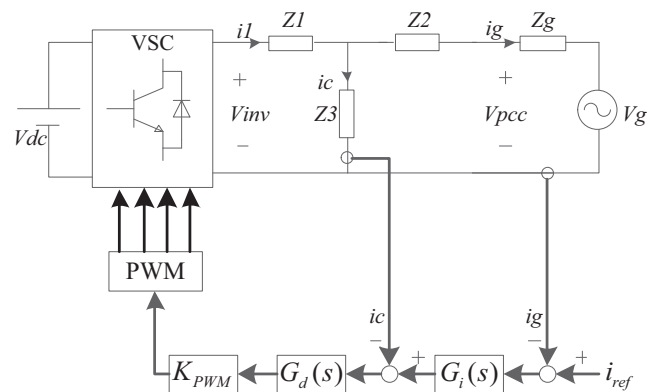 VSC
i1
Z1
Z2
ig
Zg
+
Vinv
−
ic
Z3
+
Vpcc
−
Vdc
Vg
PWM
ic
−
ig
−
K_PWM
G_d(s)
+
G_i(s)
+
i_ref